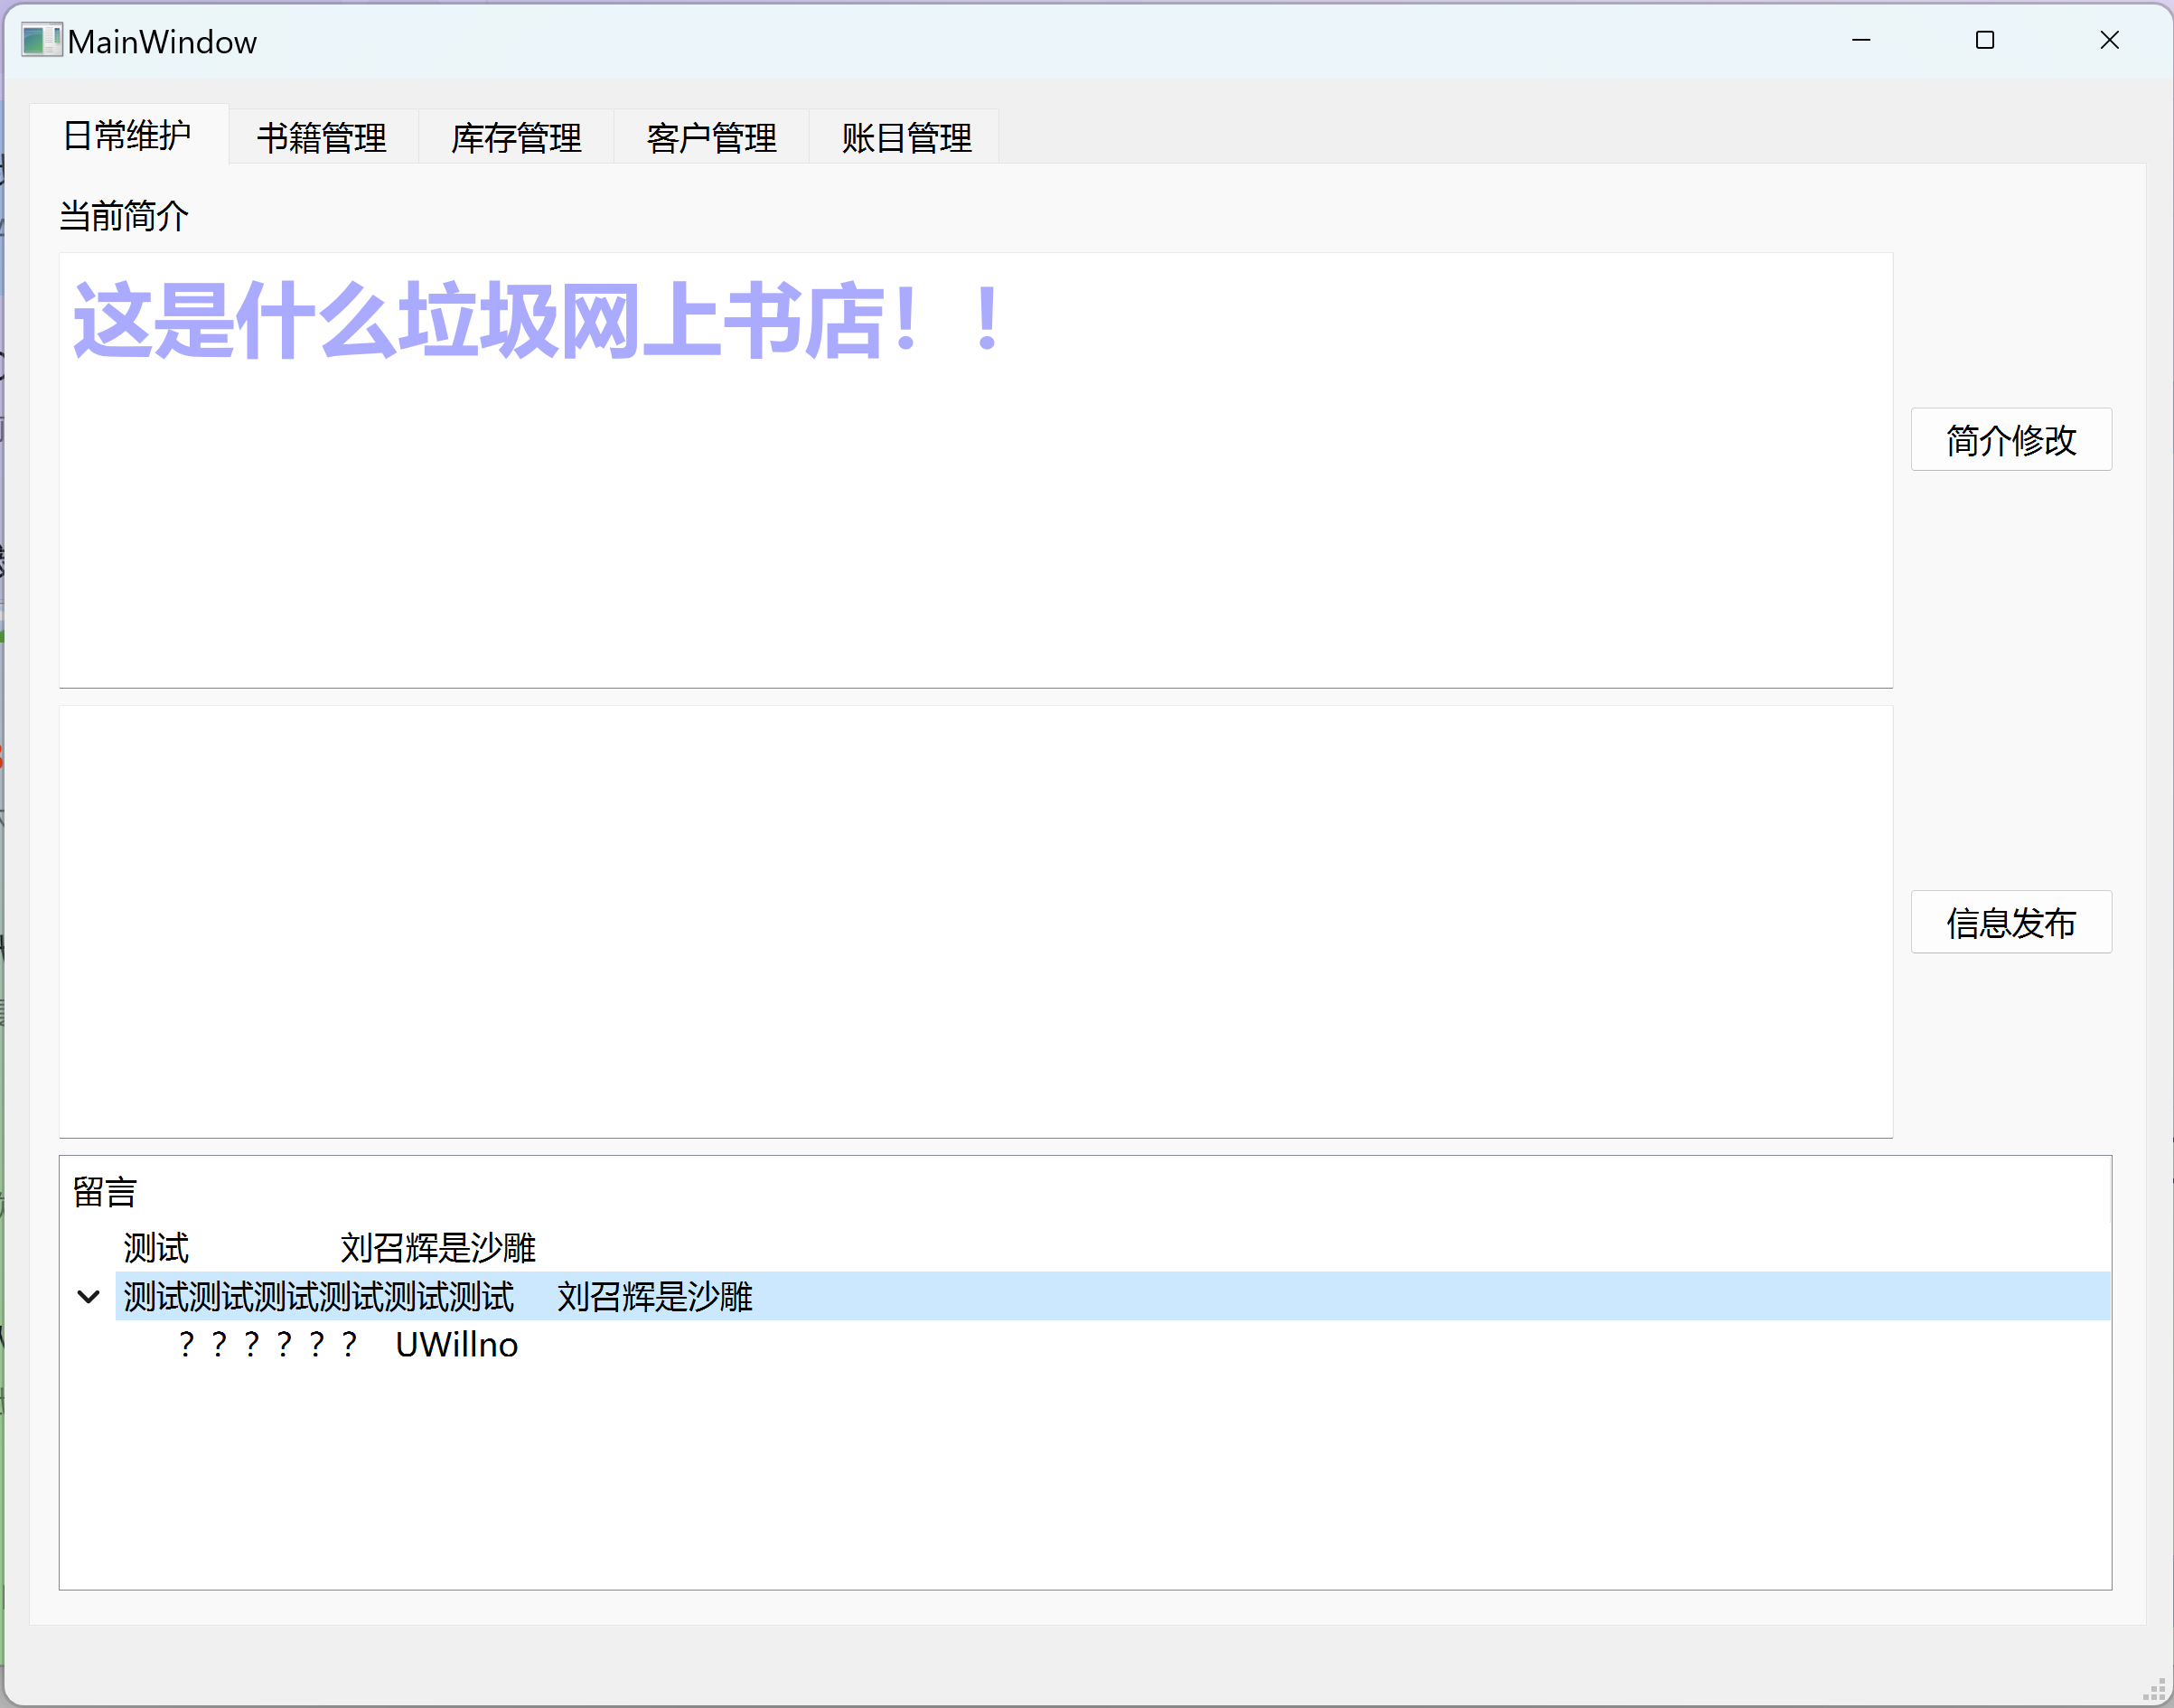 MainWindow
日常维护 书籍管理 库存管理 客户管理 账目管理
当前简介
这是什么垃圾网上书店！！
简介修改
信息发布
留言
测试 刘召辉是沙雕
测试测试测试测试测试测试 刘召辉是沙雕
？？？？？？ UWillno